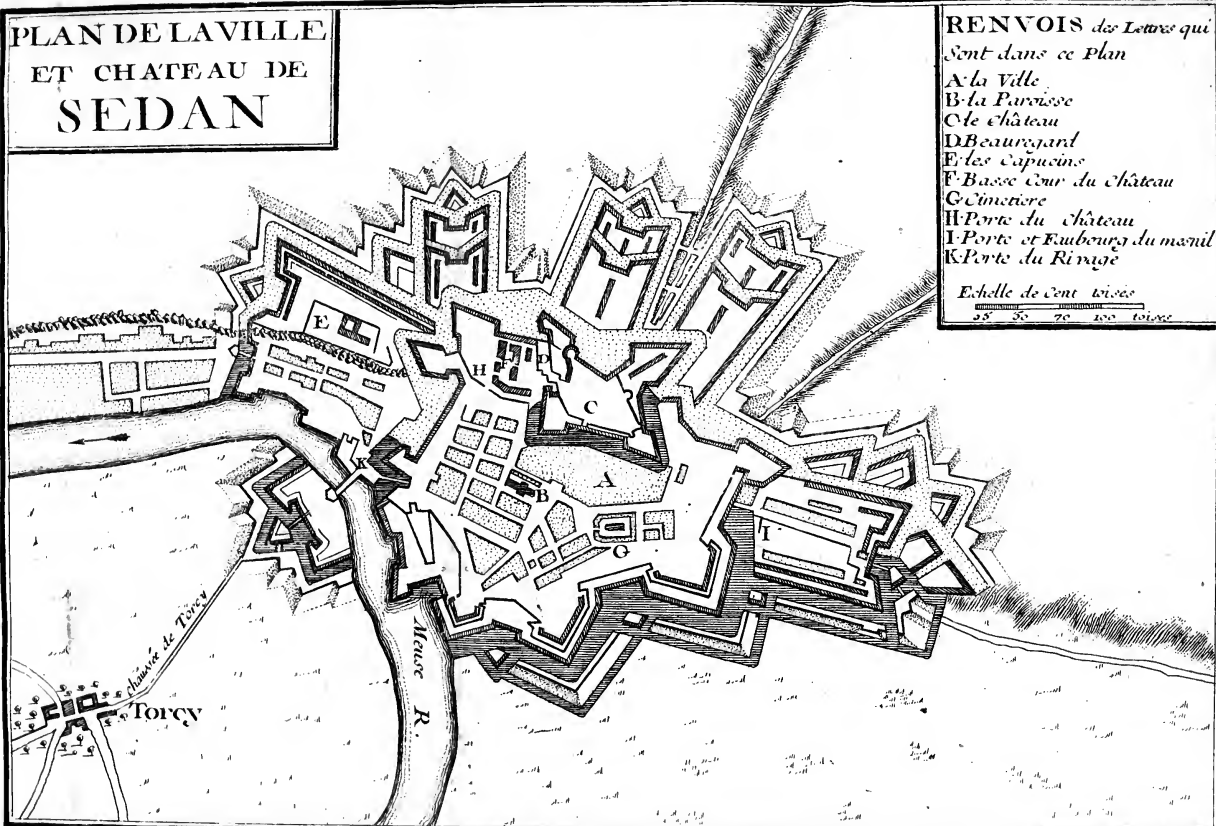 PLAN DE LA VILLE
ET CHATEAU DE
SEDAN
RENVOIS des Lettres qui
Sont dans ce Plan
A la Ville
B la Paroisse
C le Château
D Beauregard
E les Capucins
F Basse Cour du Château
G Cimetiere
H Porte du Château
I Porte et Faubourg du mesnil
K Porte du Rivage
Echelle de Cent toises
25 50 70 100 toises
E
H
D
C
K
B
A
G
I
Meuse R.
chaussée de Torcy
Torcy